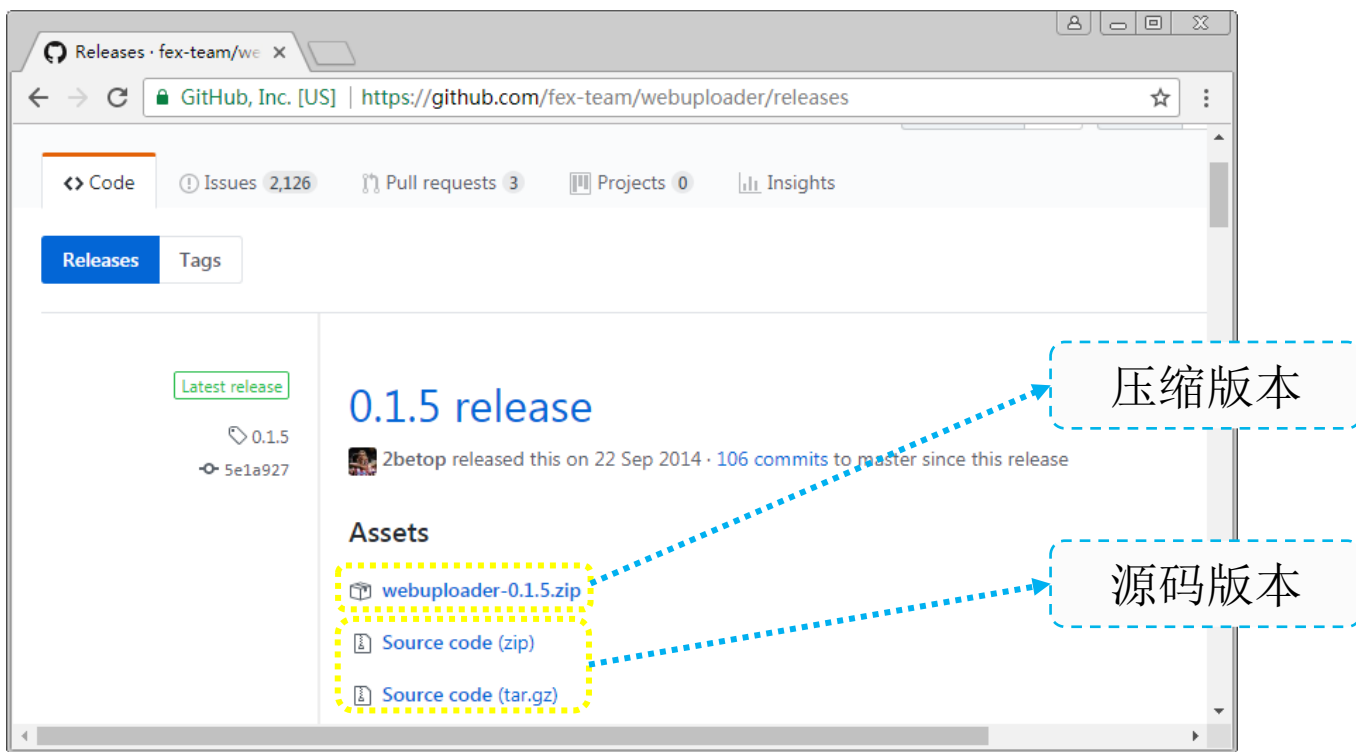 Releases · fex-team/we
GitHub, Inc. [US] | https://github.com/fex-team/webuploader/releases
<> Code Issues 2,126 Pull requests 3 Projects 0 Insights
Releases Tags
Latest release
0.1.5
5e1a927
0.1.5 release
2betop released this on 22 Sep 2014 · 106 commits to master since this release
Assets
webuploader-0.1.5.zip
Source code (zip)
Source code (tar.gz)
压缩版本
源码版本